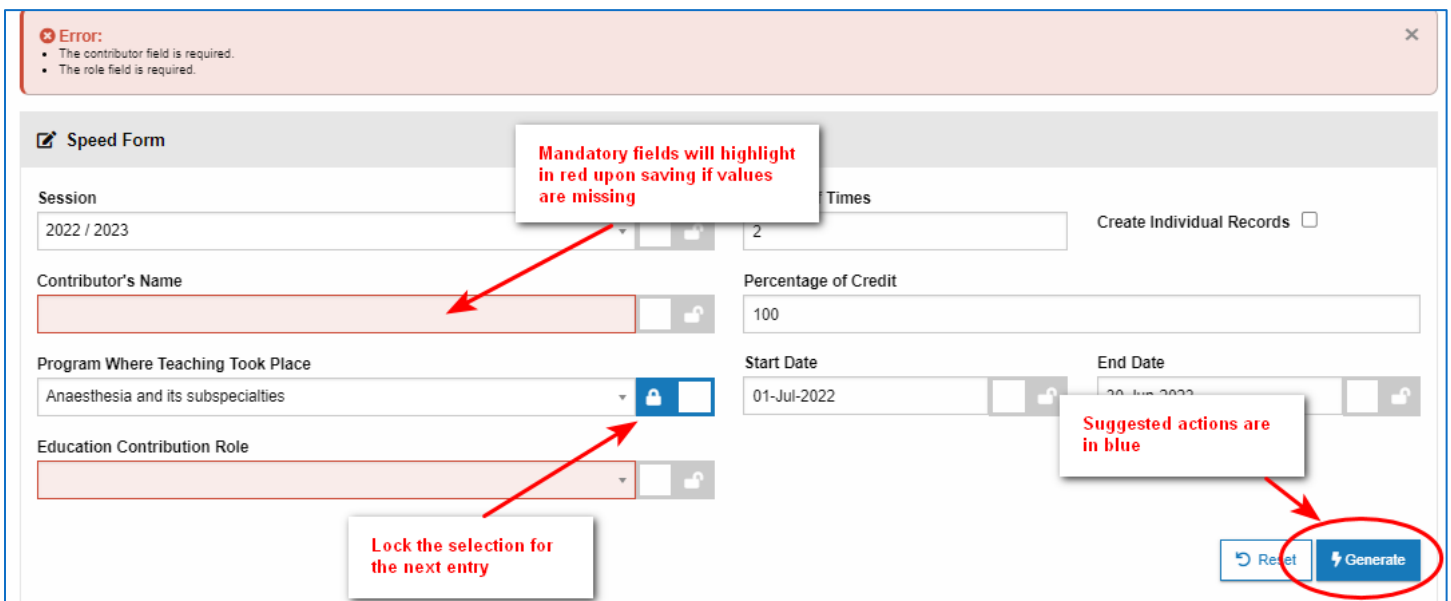 Error:
• The contributor field is required.
• The role field is required.
×
Speed Form
Mandatory fields will highlight
in red upon saving if values
are missing
Session
Times
2022 / 2023
2
Create Individual Records
Contributor's Name
Percentage of Credit
100
Program Where Teaching Took Place
Start Date
End Date
Anaesthesia and its subspecialties
01-Jul-2022
Suggested actions are
in blue
Education Contribution Role
Lock the selection for
the next entry
Reset
Generate